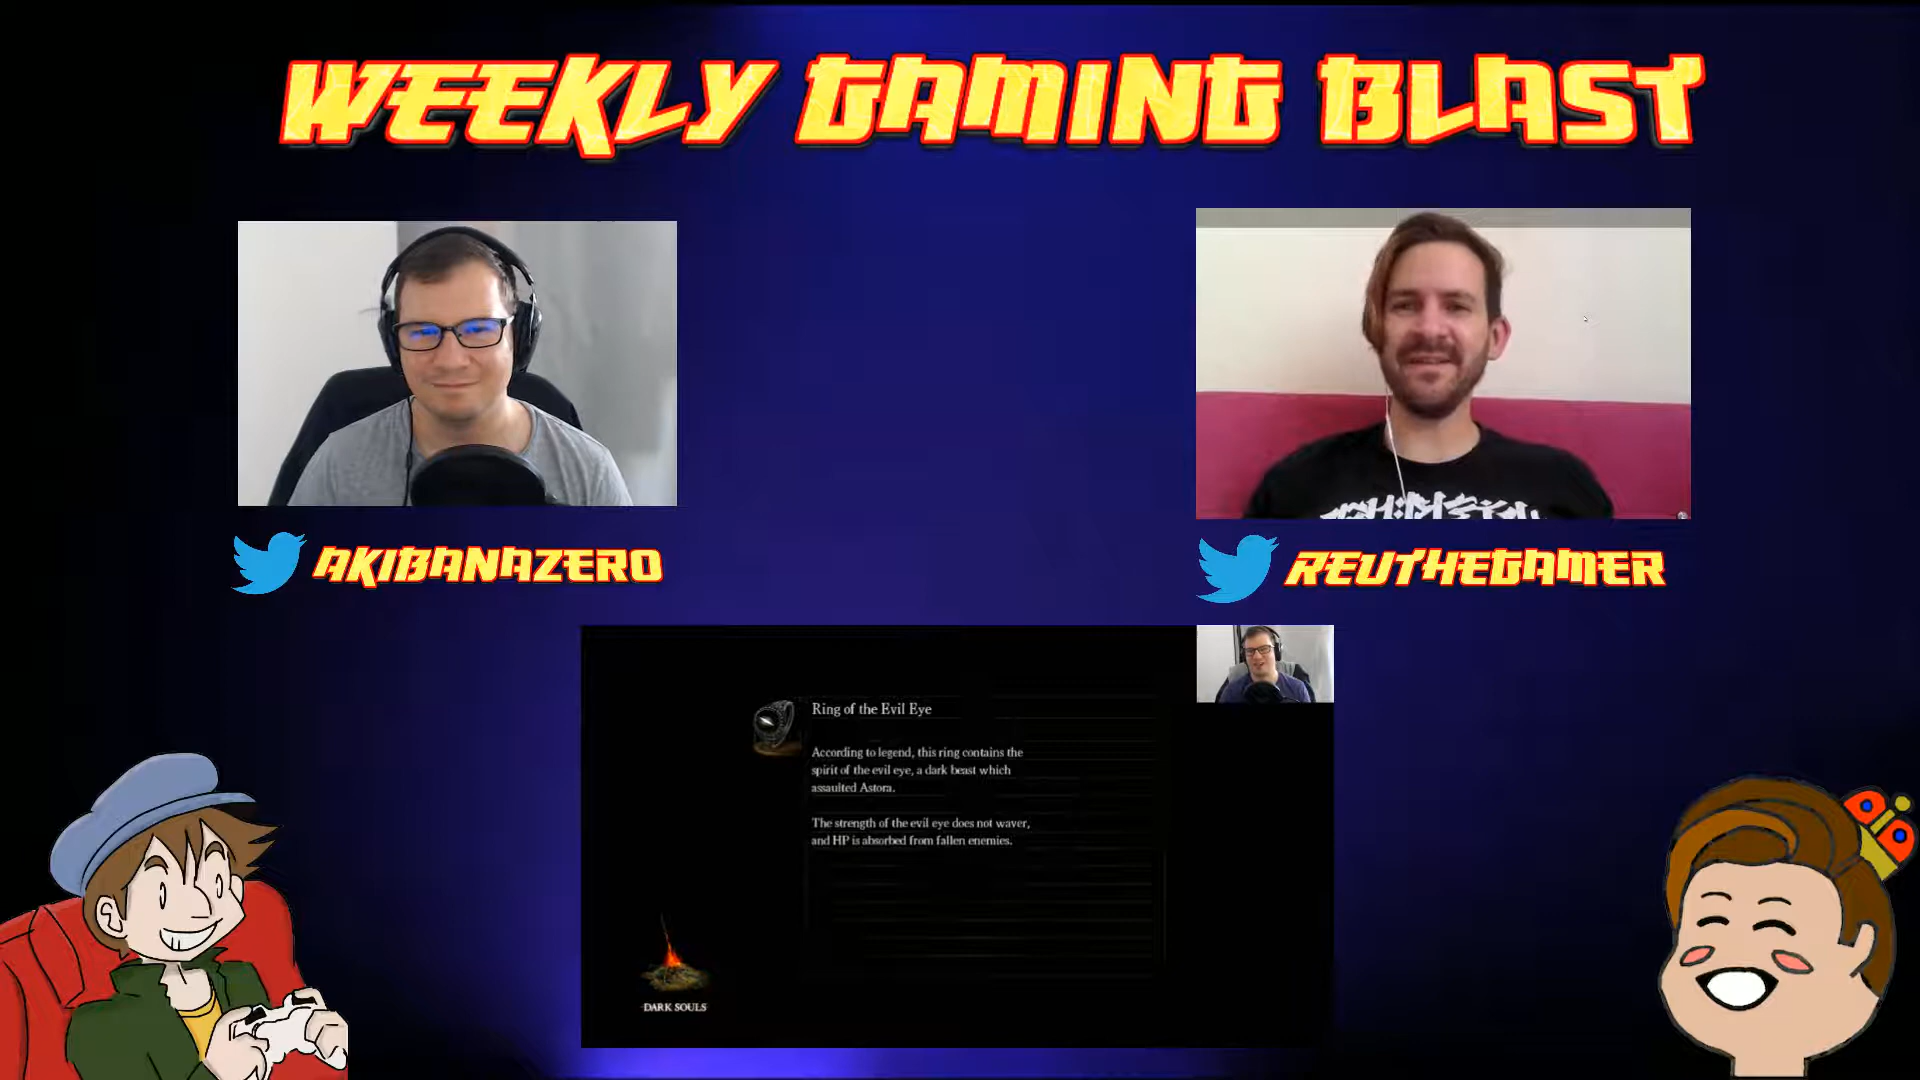 WEEKLY GAMING BLAST
AKIBANAZERO
REUTHEGAMER
Ring of the Evil Eye
According to legend, this ring contains the
spirit of the evil eye, a dark beast which
assaulted Astora.
The strength of the evil eye does not waver,
and HP is absorbed from fallen enemies.
DARK SOULS